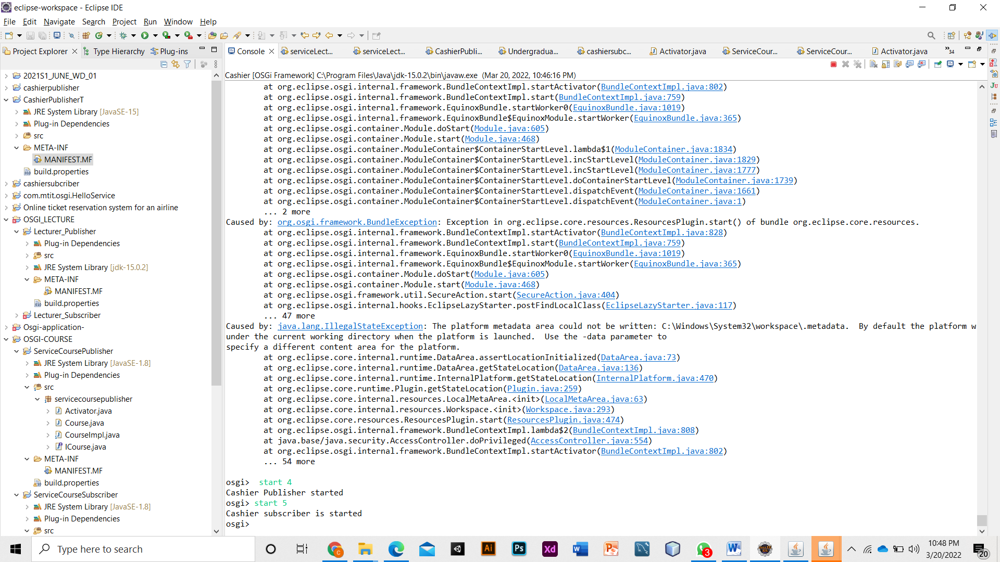 eclipse-workspace - Eclipse IDE
File Edit Navigate Search Project Run Window Help
Project Explorer Type Hierarchy Plug-ins
Console serviceLect... serviceLect... CashierPubli... Undergradua... cashiersubc... Activator.java ServiceCour... ServiceCour... Activator.java 34
Cashier [OSGi Framework] C:\Program Files\Java\jdk-15.0.2\bin\javaw.exe (Mar 20, 2022, 10:46:16 PM)
2021S1_JUNE_WD_01
cashierpublisher
CashierPublisherT
JRE System Library [JavaSE-15]
Plug-in Dependencies
src
META-INF
MANIFEST.MF
build.properties
cashiersubcriber
com.mtit.osgi.HelloService
Online ticket reservation system for an airline
OSGI_LECTURE
Lecturer_Publisher
Plug-in Dependencies
src
JRE System Library [jdk-15.0.2]
META-INF
MANIFEST.MF
build.properties
Lecturer_Subscriber
Osgi-application-
OSGI-COURSE
ServiceCoursePublisher
JRE System Library [JavaSE-1.8]
Plug-in Dependencies
src
servicecoursepublisher
Activator.java
Course.java
CourseImpl.java
ICourse.java
META-INF
MANIFEST.MF
build.properties
ServiceCourseSubscriber
JRE System Library [JavaSE-1.8]
Plug-in Dependencies
src
at org.eclipse.osgi.internal.framework.BundleContextImpl.startActivator(BundleContextImpl.java:802)
at org.eclipse.osgi.internal.framework.BundleContextImpl.start(BundleContextImpl.java:759)
at org.eclipse.osgi.internal.framework.EquinoxBundle.startWorker0(EquinoxBundle.java:1019)
at org.eclipse.osgi.internal.framework.EquinoxBundle$EquinoxModule.startWorker(EquinoxBundle.java:365)
at org.eclipse.osgi.container.Module.doStart(Module.java:605)
at org.eclipse.osgi.container.Module.start(Module.java:468)
at org.eclipse.osgi.container.ModuleContainer$ContainerStartLevel.lambda$1(ModuleContainer.java:1834)
at org.eclipse.osgi.container.ModuleContainer$ContainerStartLevel.incStartLevel(ModuleContainer.java:1829)
at org.eclipse.osgi.container.ModuleContainer$ContainerStartLevel.incStartLevel(ModuleContainer.java:1777)
at org.eclipse.osgi.container.ModuleContainer$ContainerStartLevel.doContainerStartLevel(ModuleContainer.java:1739)
at org.eclipse.osgi.container.ModuleContainer$ContainerStartLevel.dispatchEvent(ModuleContainer.java:1661)
at org.eclipse.osgi.container.ModuleContainer$ContainerStartLevel.dispatchEvent(ModuleContainer.java:1)
... 2 more
Caused by: org.osgi.framework.BundleException: Exception in org.eclipse.core.resources.ResourcesPlugin.start() of bundle org.eclipse.core.resources.
at org.eclipse.osgi.internal.framework.BundleContextImpl.startActivator(BundleContextImpl.java:828)
at org.eclipse.osgi.internal.framework.BundleContextImpl.start(BundleContextImpl.java:759)
at org.eclipse.osgi.internal.framework.EquinoxBundle.startWorker0(EquinoxBundle.java:1019)
at org.eclipse.osgi.internal.framework.EquinoxBundle$EquinoxModule.startWorker(EquinoxBundle.java:365)
at org.eclipse.osgi.container.Module.doStart(Module.java:605)
at org.eclipse.osgi.container.Module.start(Module.java:468)
at org.eclipse.osgi.framework.util.SecureAction.start(SecureAction.java:404)
at org.eclipse.osgi.internal.hooks.EclipseLazyStarter.postFindLocalClass(EclipseLazyStarter.java:117)
... 47 more
Caused by: java.lang.IllegalStateException: The platform metadata area could not be written: C:\Windows\System32\workspace\.metadata. By default the platform w
under the current working directory when the platform is launched. Use the -data parameter to
specify a different content area for the platform.
at org.eclipse.core.internal.runtime.DataArea.assertLocationInitialized(DataArea.java:73)
at org.eclipse.core.internal.runtime.DataArea.getStateLocation(DataArea.java:136)
at org.eclipse.core.internal.runtime.InternalPlatform.getStateLocation(InternalPlatform.java:470)
at org.eclipse.core.runtime.Plugin.getStateLocation(Plugin.java:259)
at org.eclipse.core.internal.resources.LocalMetaArea.<init>(LocalMetaArea.java:63)
at org.eclipse.core.internal.resources.Workspace.<init>(Workspace.java:293)
at org.eclipse.core.resources.ResourcesPlugin.start(ResourcesPlugin.java:474)
at org.eclipse.osgi.internal.framework.BundleContextImpl.lambda$2(BundleContextImpl.java:808)
at java.base/java.security.AccessController.doPrivileged(AccessController.java:554)
at org.eclipse.osgi.internal.framework.BundleContextImpl.startActivator(BundleContextImpl.java:802)
... 54 more
osgi> start 4
Cashier Publisher started
osgi> start 5
Cashier subscriber is started
osgi>
Type here to search
10:48 PM
3/20/2022
20